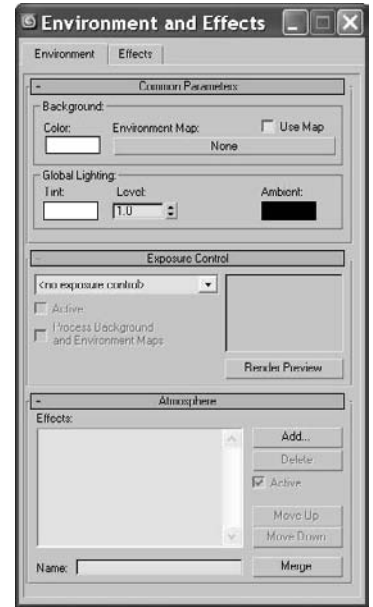 Environment and Effects
Environment Effects
- Common Parameters
Background:
Color: Environment Map: Use Map
None
Global Lighting:
Tint: Level: Ambient:
1.0
- Exposure Control
<no exposure control>
Active
Process Background
and Environment Maps
Render Preview
- Atmosphere
Effects:
Add...
Delete
Active
Move Up
Move Down
Name: Merge